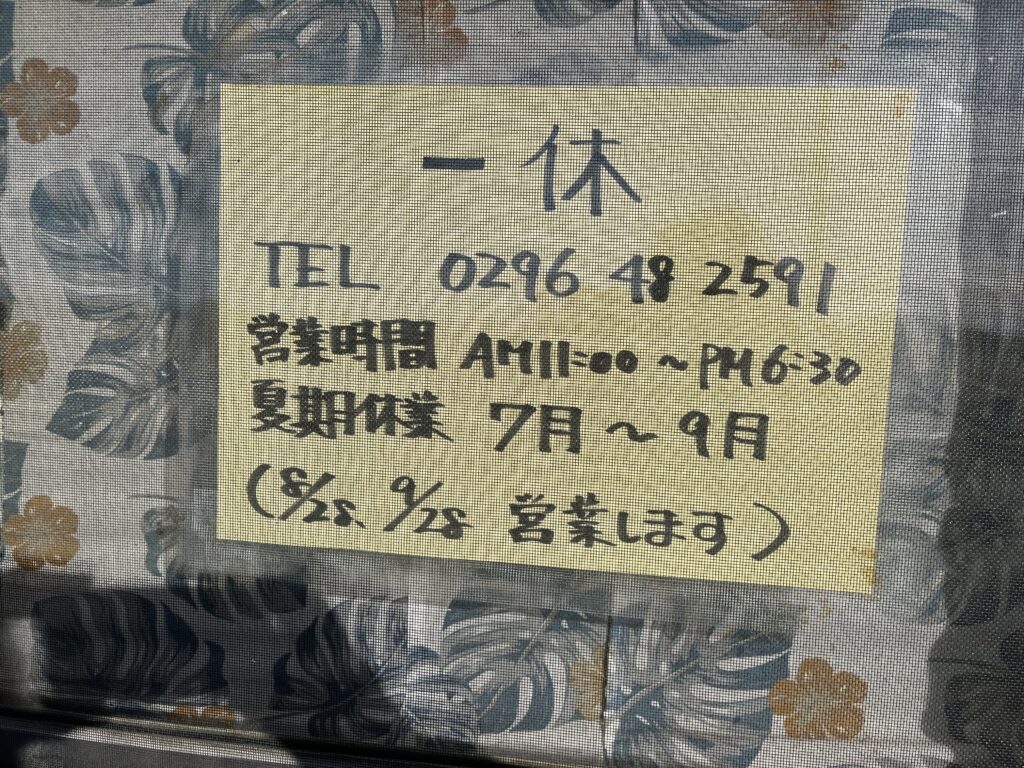 一休
TEL 0296 48 2591
営業時間 AM11:00 ~ PM6:30
夏期休業 7月 ~ 9月
(8/28、9/28 営業します)